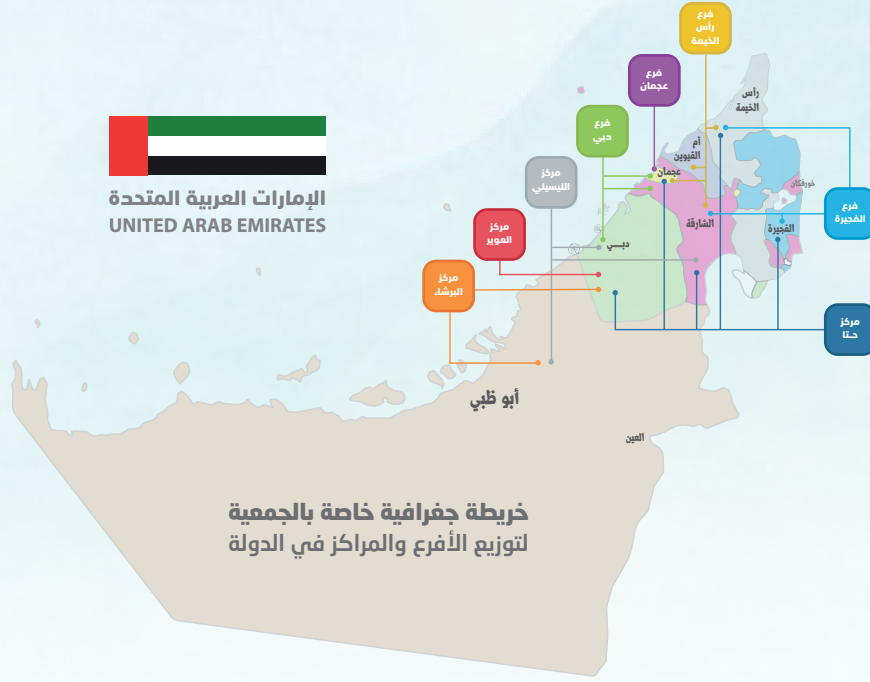 فرع
رأس
الخيمة
فرع
عجمان
فرع
دبي
مركز
الليسيلي
مركز
العوير
مركز
البرشاء
الإمارات العربية المتحدة
UNITED ARAB EMIRATES
رأس
الخيمة
أم
القيوين
عجمان
خورفكان
فرع
الفجيرة
الشارقة
الفجيرة
دبــي
مركز
حـتا
أبو ظبي
العين
خريطة جغرافية خاصة بالجمعية
لتوزيع الأفرع والمراكز في الدولة